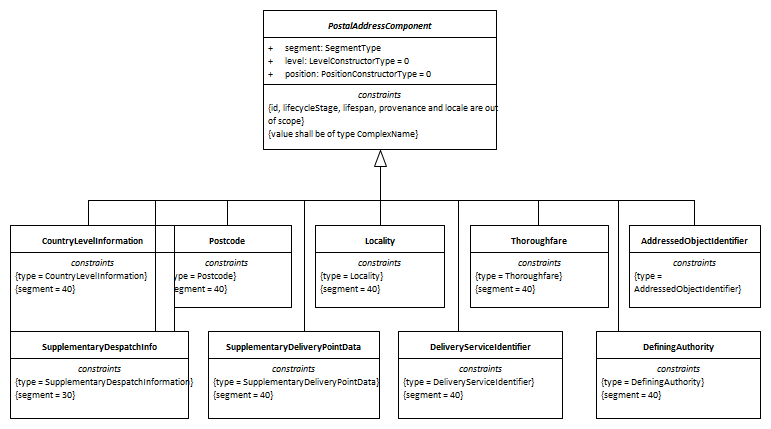 PostalAddressComponent
+ segment: SegmentType
+ level: LevelConstructorType = 0
+ position: PositionConstructorType = 0
constraints
{id, lifecycleStage, lifespan, provenance and locale are out
of scope}
{value shall be of type ComplexName}
CountryLevelInformation
constraints
{type = CountryLevelInformation}
{segment = 40}
Postcode
constraints
ype = Postcode}
egment = 40}
Locality
constraints
{type = Locality}
{segment = 40}
Thoroughfare
constraints
{type = Thoroughfare}
{segment = 40}
AddressedObjectIdentifier
constraints
{type =
AddressedObjectIdentifier}
SupplementaryDespatchInfo
constraints
{type = SupplementaryDespatchInformation}
{segment = 30}
SupplementaryDeliveryPointData
constraints
{type = SupplementaryDeliveryPointData}
{segment = 40}
DeliveryServiceIdentifier
constraints
{type = DeliveryServiceIdentifier}
{segment = 40}
DefiningAuthority
constraints
{type = DefiningAuthority}
{segment = 40}